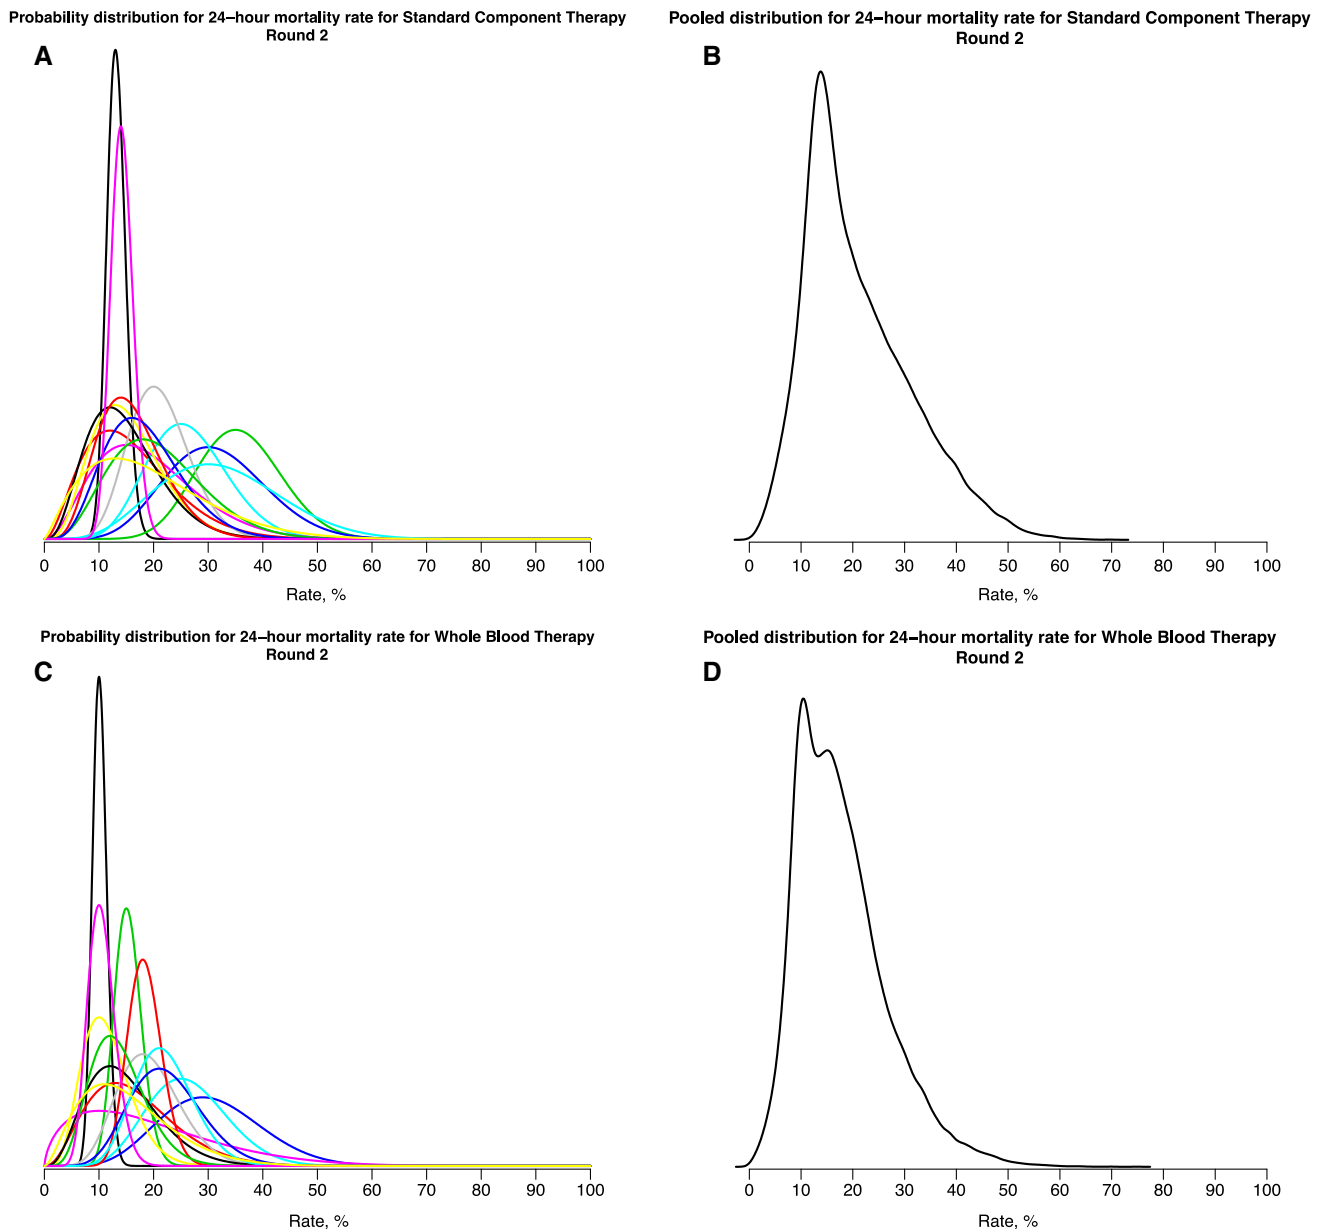 Probability distribution for 24−hour mortality rate for Standard Component Therapy
Round 2
A
0 10 20 30 40 50 60 70 80 90 100
Rate, %
Pooled distribution for 24−hour mortality rate for Standard Component Therapy
Round 2
B
0 10 20 30 40 50 60 70 80 90 100
Rate, %
Probability distribution for 24−hour mortality rate for Whole Blood Therapy
Round 2
C
0 10 20 30 40 50 60 70 80 90 100
Rate, %
Pooled distribution for 24−hour mortality rate for Whole Blood Therapy
Round 2
D
0 10 20 30 40 50 60 70 80 90 100
Rate, %